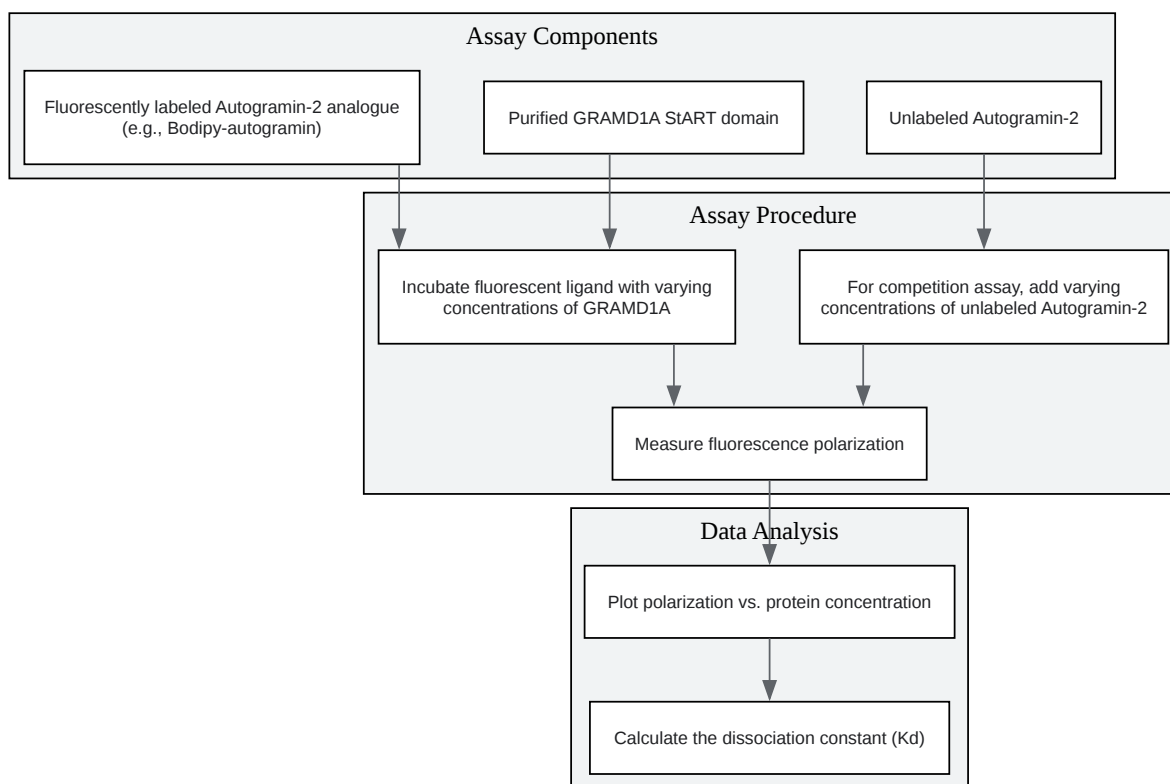 Assay Components
Fluorescently labeled Autogramin-2 analogue
(e.g., Bodipy-autogramin)
Purified GRAMD1A StART domain
Unlabeled Autogramin-2
Assay Procedure
Incubate fluorescent ligand with varying
concentrations of GRAMD1A
For competition assay, add varying
concentrations of unlabeled Autogramin-2
Measure fluorescence polarization
Data Analysis
Plot polarization vs. protein concentration
Calculate the dissociation constant (Kd)